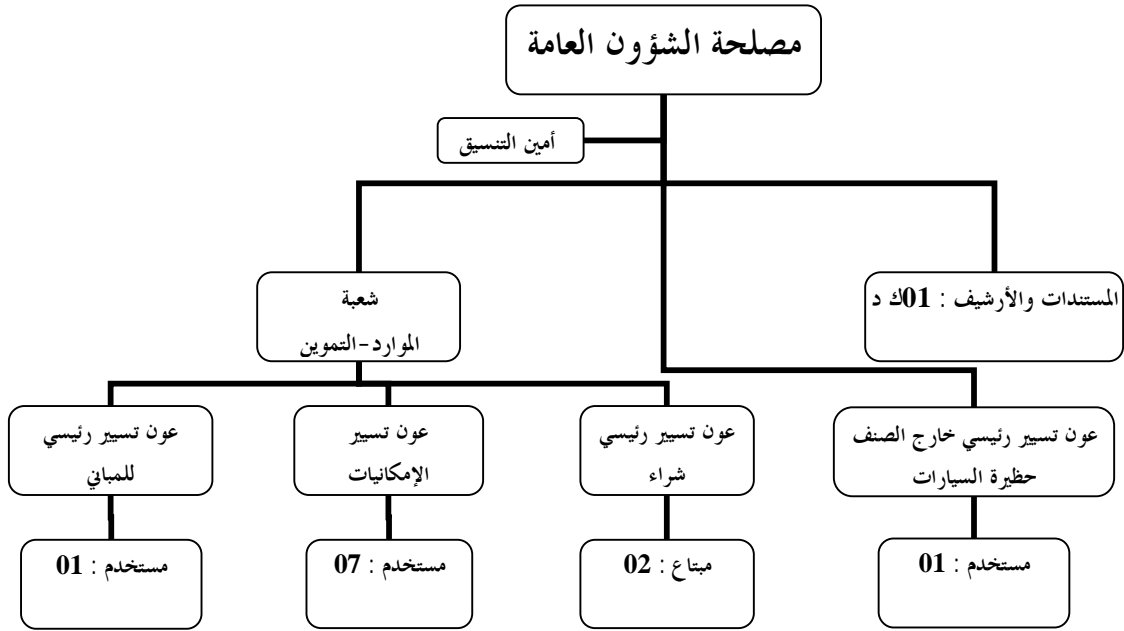 مصلحة الشؤون العامة
أمين التنسيق
المستندات والأرشيف : 01ك د
شعبة
الموارد-التموين
عون تسيير رئيسي خارج الصنف
حظيرة السيارات
عون تسيير رئيسي
شراء
عون تسيير
الإمكانيات
عون تسيير رئيسي
للمباني
مستخدم : 01
مبتاع : 02
مستخدم : 07
مستخدم : 01